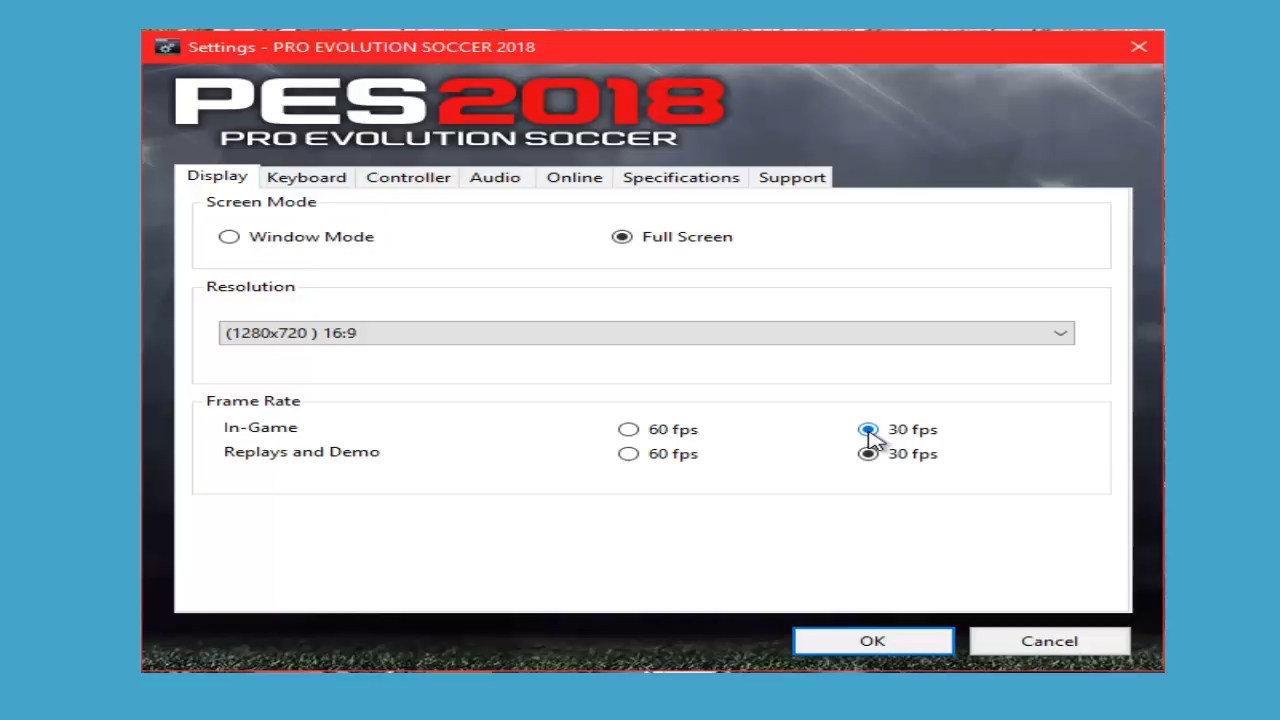 Settings - PRO EVOLUTION SOCCER 2018
PES2018
PRO EVOLUTION SOCCER
Display Keyboard Controller Audio Online Specifications Support
Screen Mode
Window Mode Full Screen
Resolution
(1280x720 ) 16:9
Frame Rate
In-Game 60 fps 30 fps
Replays and Demo 60 fps 30 fps
OK Cancel